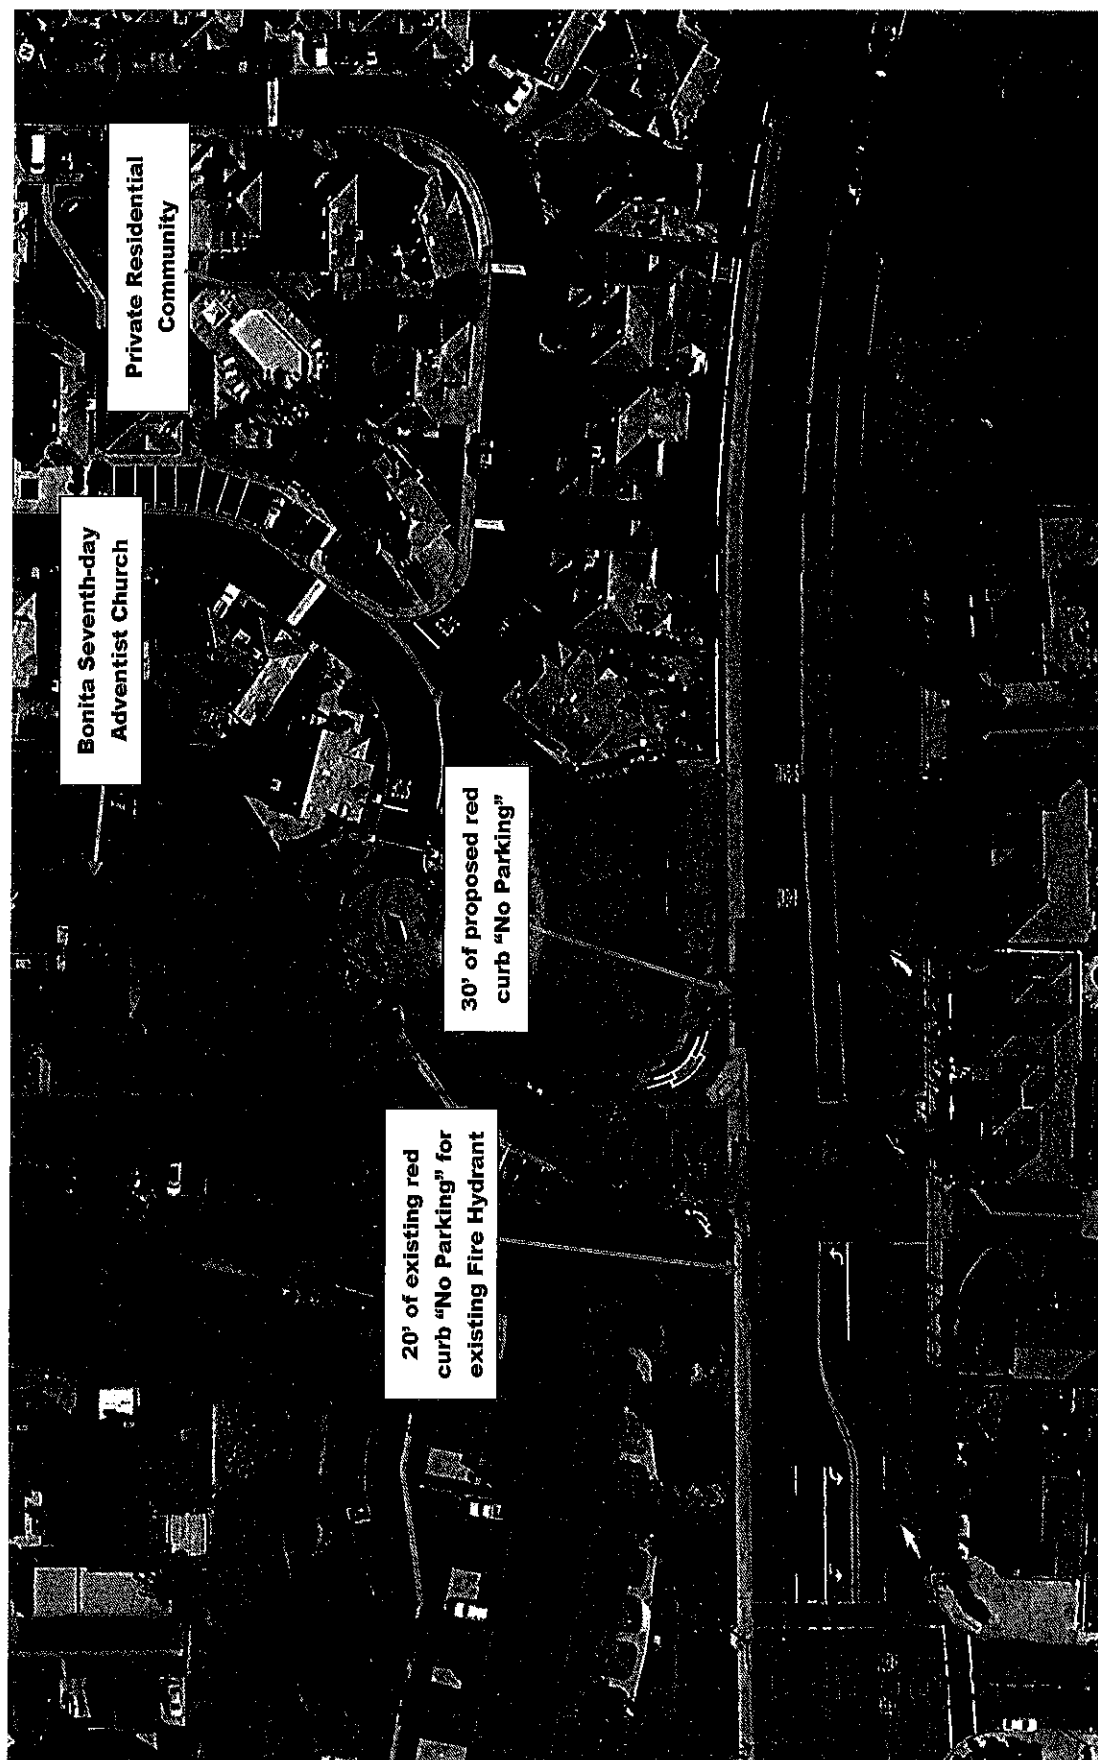 Private Residential
Community
Bonita Seventh-day
Adventist Church
30' of proposed red
curb "No Parking"
20' of existing red
curb "No Parking" for
existing Fire Hydrant